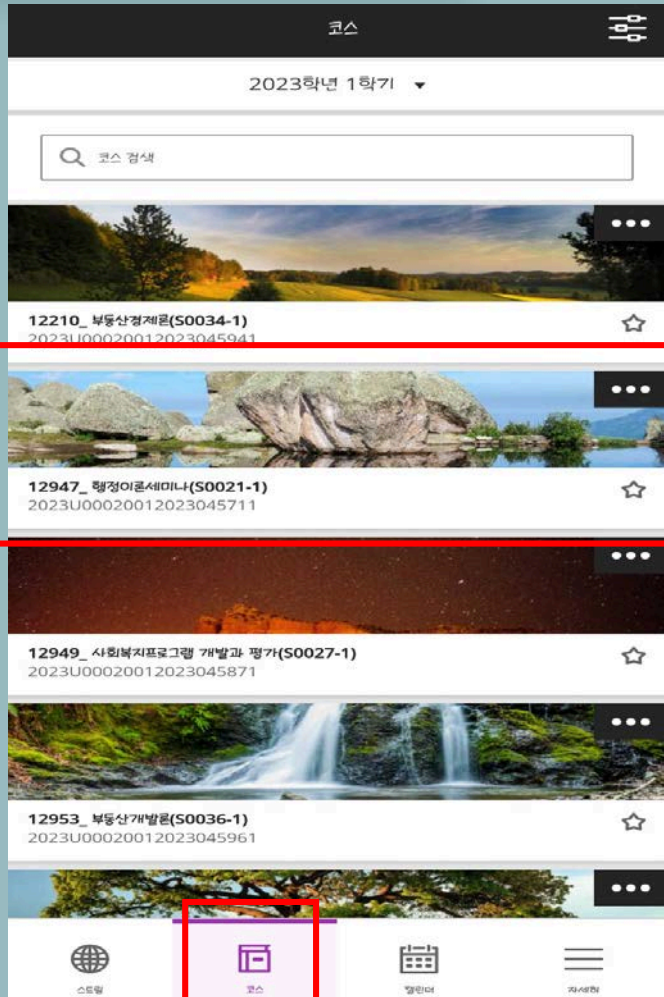 코스
2023학년 1학기
코스 검색
12210_ 부동산경제론(S0034-1)
2023U00020012023045941
12947_ 행정이론세미나(S0021-1)
2023U00020012023045711
12949_ 사회복지프로그램 개발과 평가(S0027-1)
2023U00020012023045871
12953_ 부동산개발론(S0036-1)
2023U00020012023045961
스트림
코스
캘린더
자세히